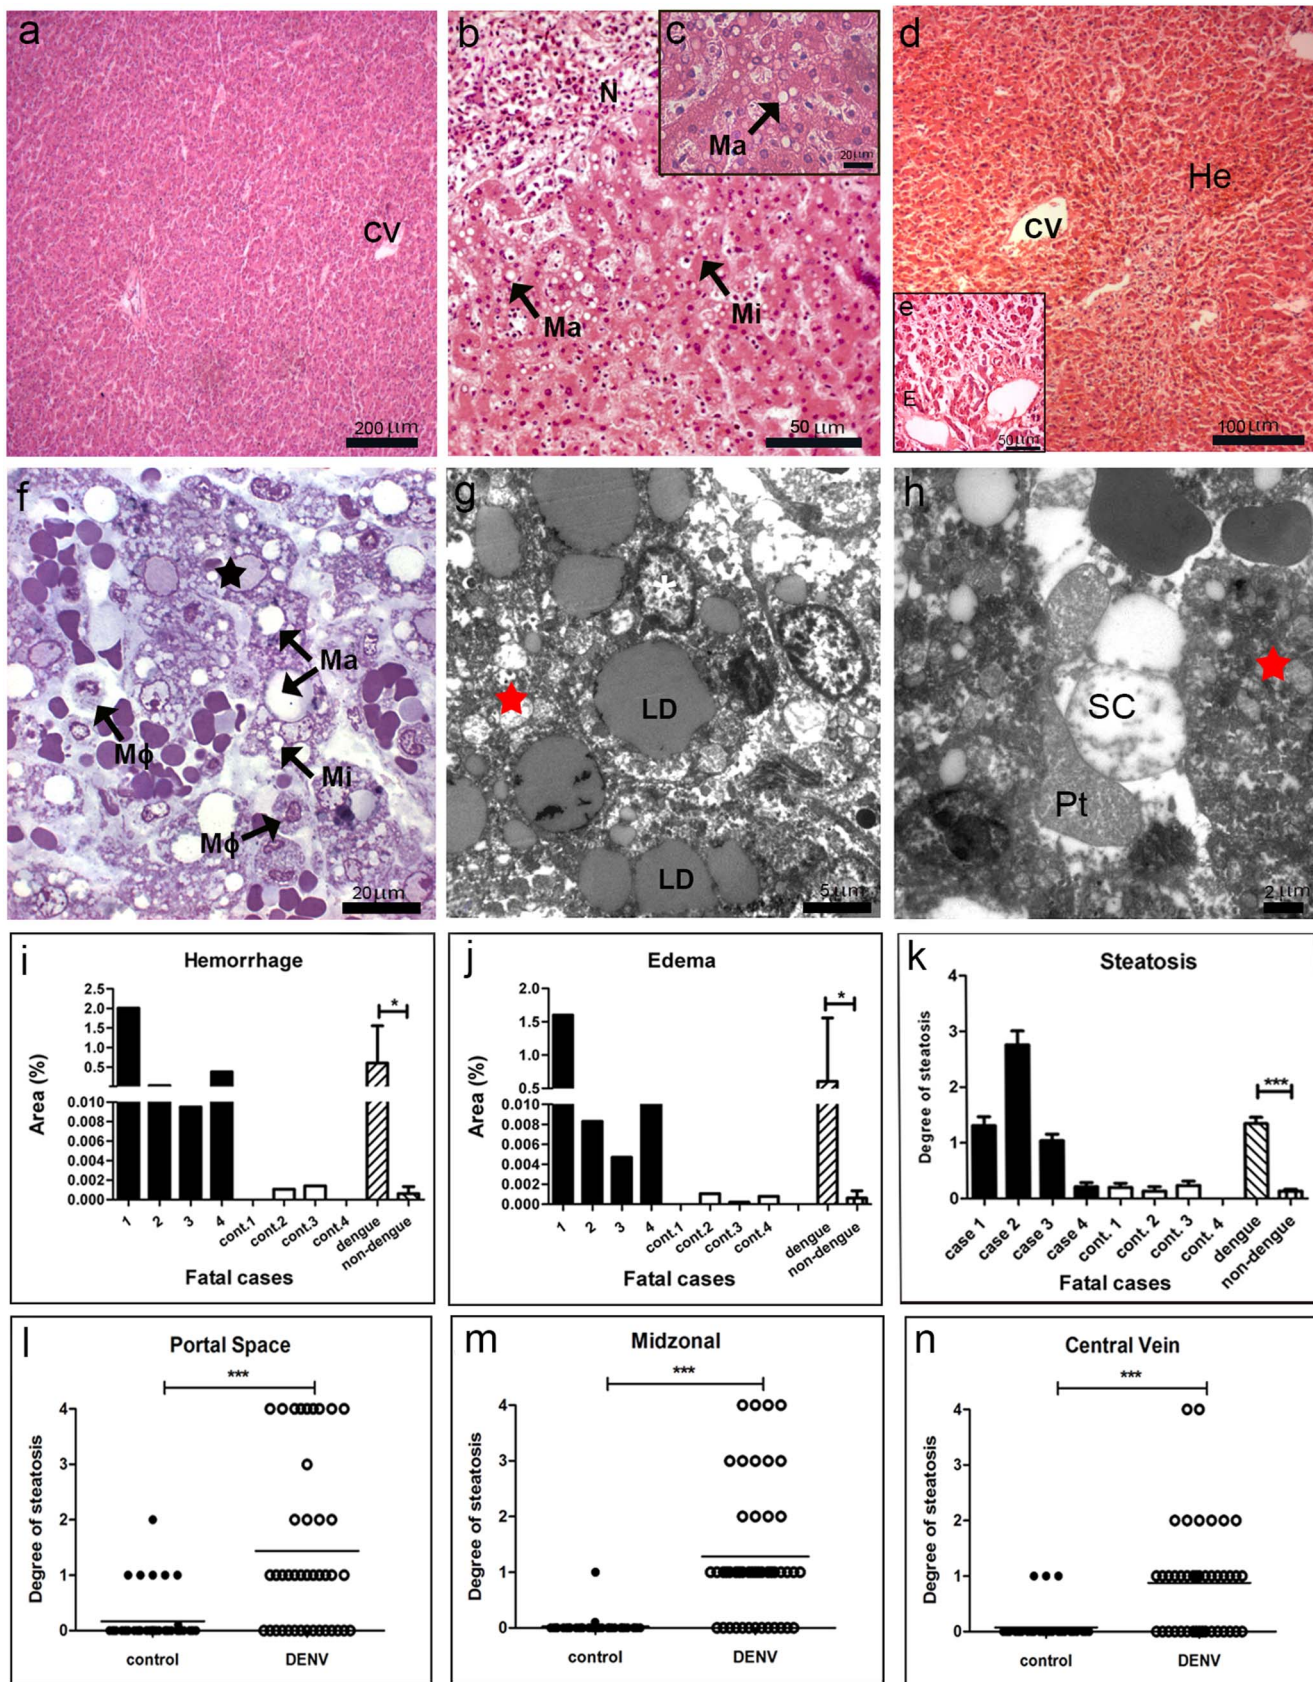 a
CV
200 µm
b
N
Ma
Mi
50 µm
c
Ma
20 µm
d
He
CV
100 µm
e
E
50 µm
f
Ma
Mϕ
Mi
Mϕ
20 µm
g
*
LD
LD
5 µm
h
SC
Pt
2 µm
i
Hemorrhage
Area (%)
2.5
2.0
1.5
1.0
0.5
0.010
0.008
0.006
0.004
0.002
0.000
*
1 2 3 4 cont.1 cont.2 cont.3 cont.4 dengue non-dengue
Fatal cases
j
Edema
Area (%)
2.0
1.5
1.0
0.5
0.010
0.008
0.006
0.004
0.002
0.000
*
1 2 3 4 cont.1 cont.2 cont.3 cont.4 dengue non-dengue
Fatal cases
k
Steatosis
Degree of steatosis
4
3
2
1
0
***
case 1 case 2 case 3 case 4 cont. 1 cont. 2 cont. 3 cont. 4 dengue non-dengue
Fatal cases
l
Portal Space
***
Degree of steatosis
4
3
2
1
0
control DENV
m
Midzonal
***
Degree of steatosis
4
3
2
1
0
control DENV
n
Central Vein
***
Degree of steatosis
4
3
2
1
0
control DENV